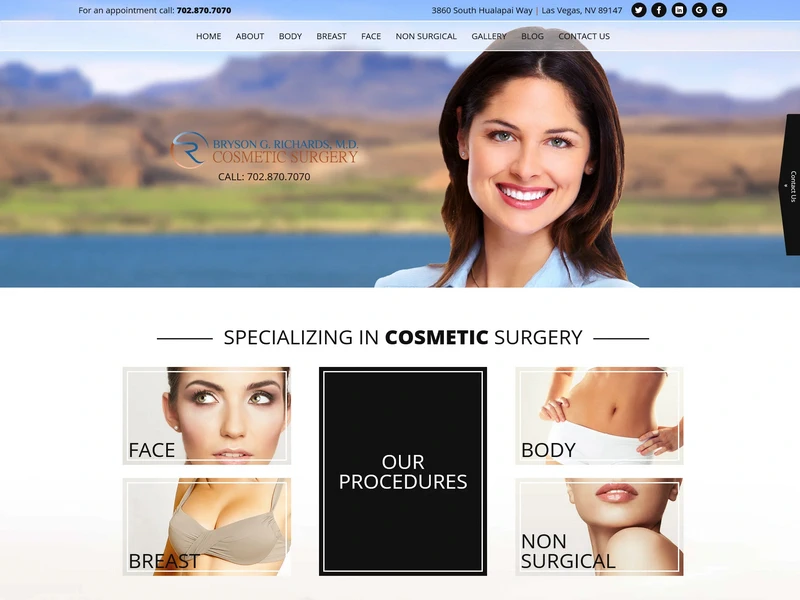 For an appointment call: 702.870.7070
3860 South Hualapai Way | Las Vegas, NV 89147
HOME ABOUT BODY BREAST FACE NON SURGICAL GALLERY BLOG CONTACT US
BRYSON G. RICHARDS, M.D.
COSMETIC SURGERY
CALL: 702.870.7070
Contact Us
SPECIALIZING IN COSMETIC SURGERY
FACE
OUR
PROCEDURES
BODY
BREAST
NON
SURGICAL